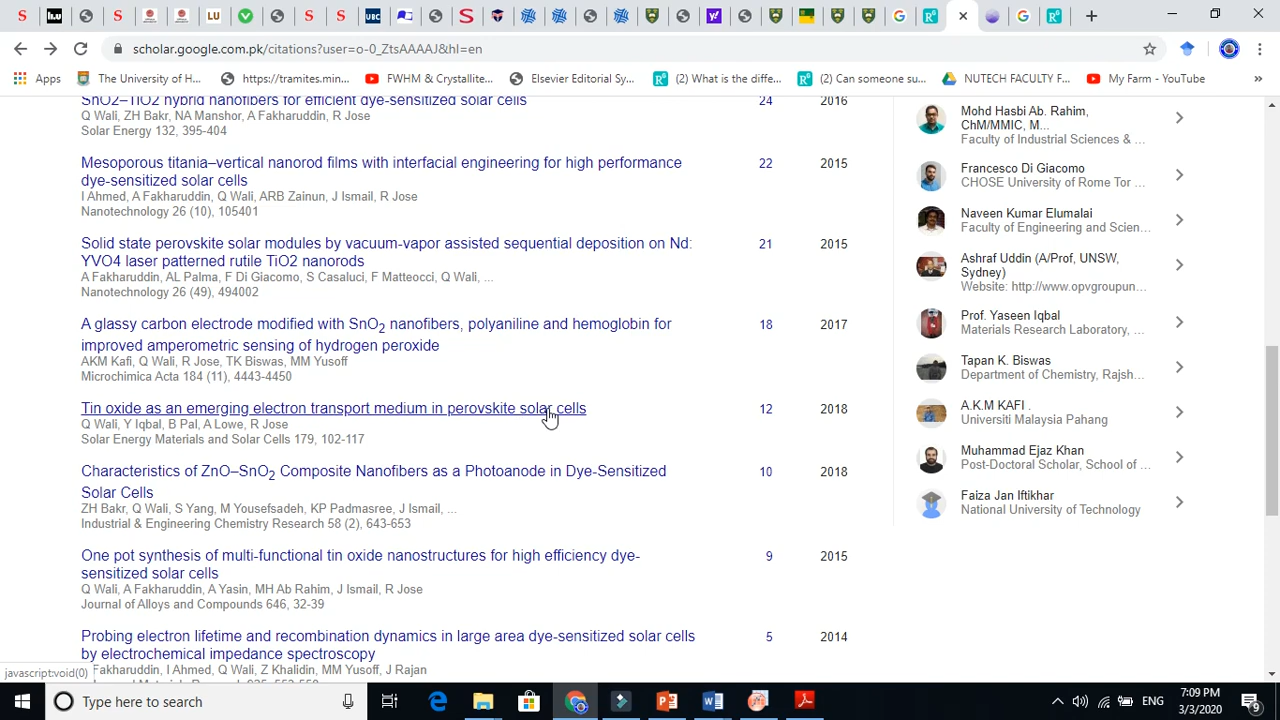 scholar.google.com.pk/citations?user=o-0_ZtsAAAAJ&hl=en
Apps
The University of H...
https://tramites.min...
FWHM & Crystallite...
Elsevier Editorial Sy...
(2) What is the diffe...
(2) Can someone su...
NUTECH FACULTY F...
My Farm - YouTube
»
SnO2–TiO2 hybrid nanofibers for efficient dye-sensitized solar cells
24
2016
Q Wali, ZH Bakr, NA Manshor, A Fakharuddin, R Jose
Solar Energy 132, 395-404
Mesoporous titania–vertical nanorod films with interfacial engineering for high performance
22
2015
dye-sensitized solar cells
I Ahmed, A Fakharuddin, Q Wali, ARB Zainun, J Ismail, R Jose
Nanotechnology 26 (10), 105401
Solid state perovskite solar modules by vacuum-vapor assisted sequential deposition on Nd:
21
2015
YVO4 laser patterned rutile TiO2 nanorods
A Fakharuddin, AL Palma, F Di Giacomo, S Casaluci, F Matteocci, Q Wali, ...
Nanotechnology 26 (49), 494002
A glassy carbon electrode modified with SnO2 nanofibers, polyaniline and hemoglobin for
18
2017
improved amperometric sensing of hydrogen peroxide
AKM Kafi, Q Wali, R Jose, TK Biswas, MM Yusoff
Microchimica Acta 184 (11), 4443-4450
Tin oxide as an emerging electron transport medium in perovskite solar cells
12
2018
Q Wali, Y Iqbal, B Pal, A Lowe, R Jose
Solar Energy Materials and Solar Cells 179, 102-117
Characteristics of ZnO–SnO2 Composite Nanofibers as a Photoanode in Dye-Sensitized
10
2018
Solar Cells
ZH Bakr, Q Wali, S Yang, M Yousefsadeh, KP Padmasree, J Ismail, ...
Industrial & Engineering Chemistry Research 58 (2), 643-653
One pot synthesis of multi-functional tin oxide nanostructures for high efficiency dye-
9
2015
sensitized solar cells
Q Wali, A Fakharuddin, A Yasin, MH Ab Rahim, J Ismail, R Jose
Journal of Alloys and Compounds 646, 32-39
Probing electron lifetime and recombination dynamics in large area dye-sensitized solar cells
5
2014
by electrochemical impedance spectroscopy
Fakharuddin, I Ahmed, Q Wali, Z Khalidin, MM Yusoff, J Rajan
Mohd Hasbi Ab. Rahim,
ChM/MMIC, M...
Faculty of Industrial Sciences & ...
Francesco Di Giacomo
CHOSE University of Rome Tor ...
Naveen Kumar Elumalai
Faculty of Engineering and Scien...
Ashraf Uddin (A/Prof, UNSW,
Sydney)
Website: http://www.opvgroupun...
Prof. Yaseen Iqbal
Materials Research Laboratory, ...
Tapan K. Biswas
Department of Chemistry, Rajsh...
A.K.M KAFI .
Universiti Malaysia Pahang
Muhammad Ejaz Khan
Post-Doctoral Scholar, School of ...
Faiza Jan Iftikhar
National University of Technology
javascript:void(0)
Type here to search
ENG
7:09 PM
3/3/2020